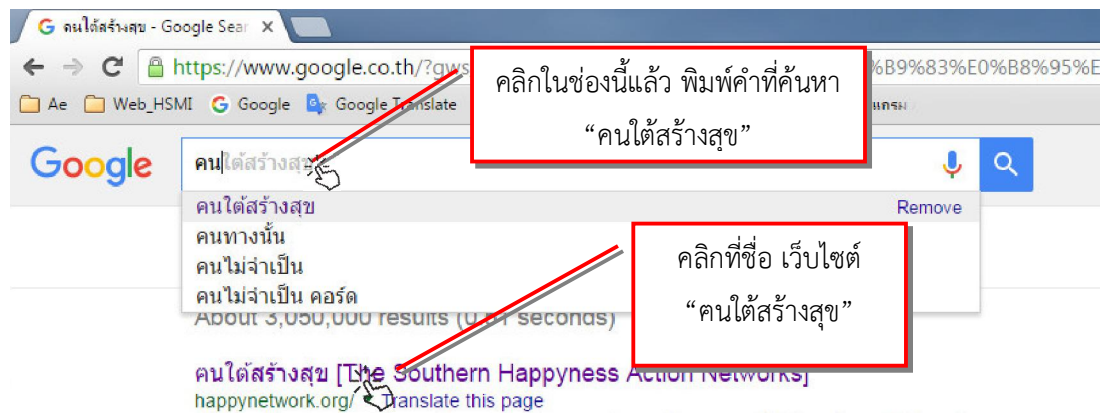 คนใต้สร้างสุข - Google Sear
https://www.google.co.th/?gws
%B9%83%E0%B8%95%E
Ae Web_HSMI Google Google Translate
คลิกในช่องนี้แล้ว พิมพ์คำที่ค้นหา
“คนใต้สร้างสุข”
Google
คนใต้สร้างสุข
คนใต้สร้างสุข Remove
คนทางนั้น
คนไม่จำเป็น
คนไม่จำเป็น คอร์ด
คลิกที่ชื่อ เว็บไซต์
“คนใต้สร้างสุข”
About 3,050,000 results seconds)
คนใต้สร้างสุข [The Southern Happyness Action Networks]
happynetwork.org/ Translate this page